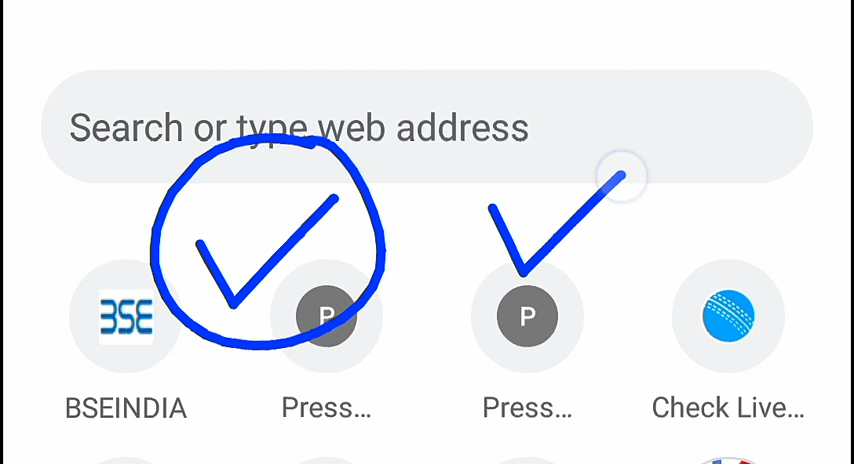 Search or type web address
BSE P P
BSEINDIA Press... Press... Check Live...